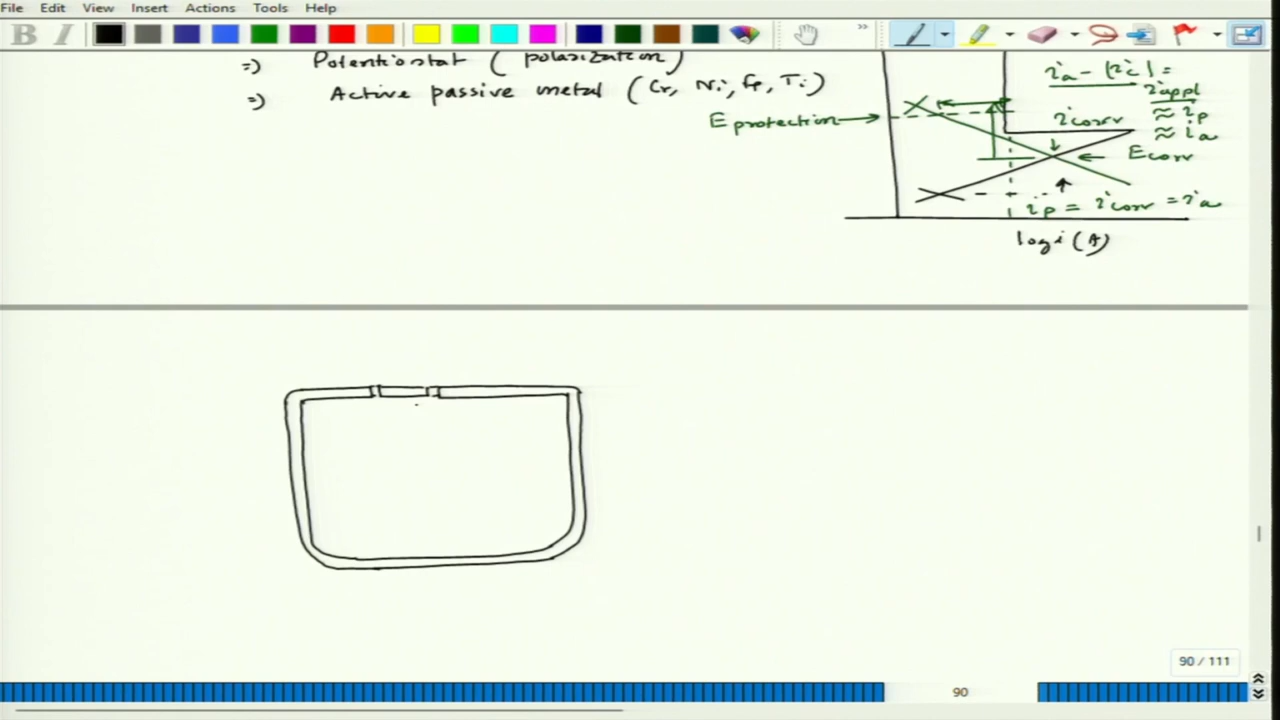 File Edit View Insert Actions Tools Help
B I
=) Potentiostat ( polarization)
=) Active passive metal ( Cr, Ni, Fe, Ti )
E protection
ia - |ic| =
iappl
≈ ip
≈ ia
icorr
Ecorr
ip = icorr = ia
log i (A)
90 / 111
90